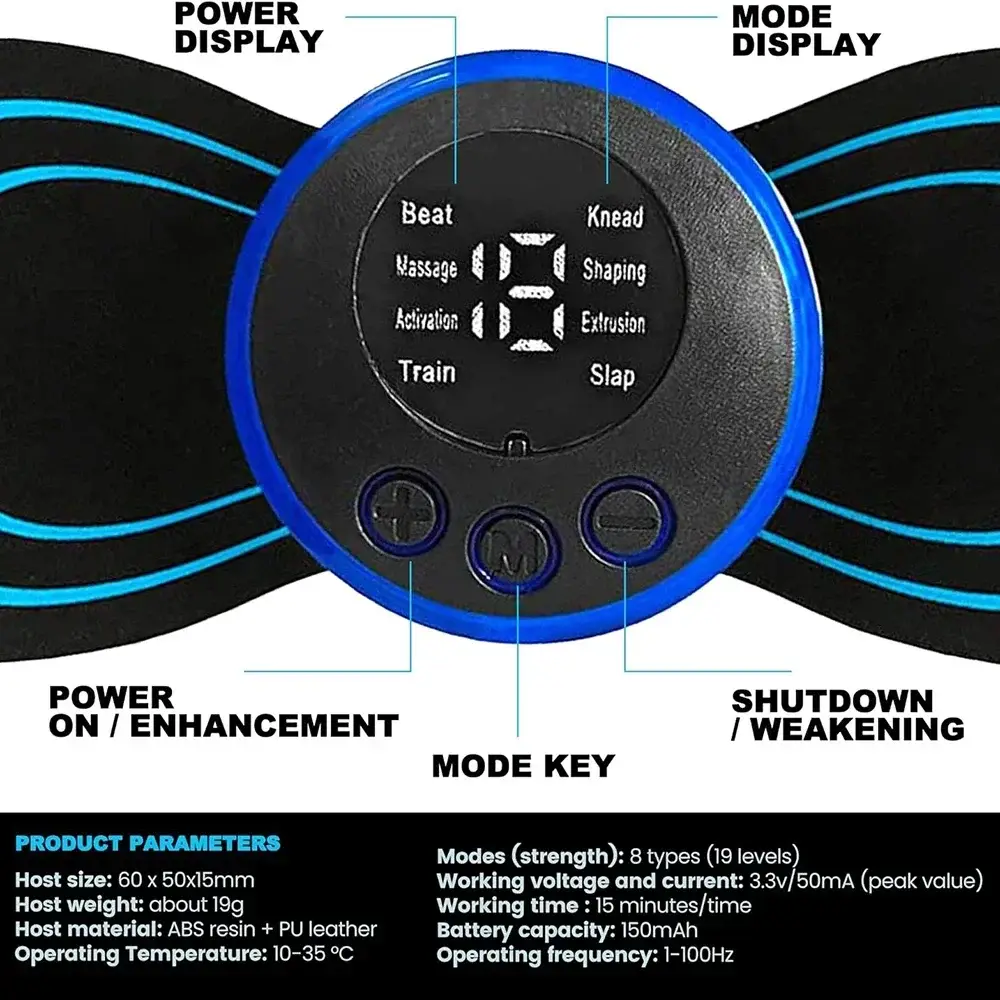 POWER
DISPLAY
MODE
DISPLAY
Beat
Knead
Massage
Shaping
18
Activation
Extrusion
Train
Slap
M
POWER
ON / ENHANCEMENT
MODE KEY
SHUTDOWN
/ WEAKENING
PRODUCT PARAMETERS
Host size: 60 x 50x15mm
Host weight: about 19g
Host material: ABS resin + PU leather
Operating Temperature: 10-35 °C
Modes (strength): 8 types (19 levels)
Working voltage and current: 3.3v/50mA (peak value)
Working time : 15 minutes/time
Battery capacity: 150mAh
Operating frequency: 1-100Hz